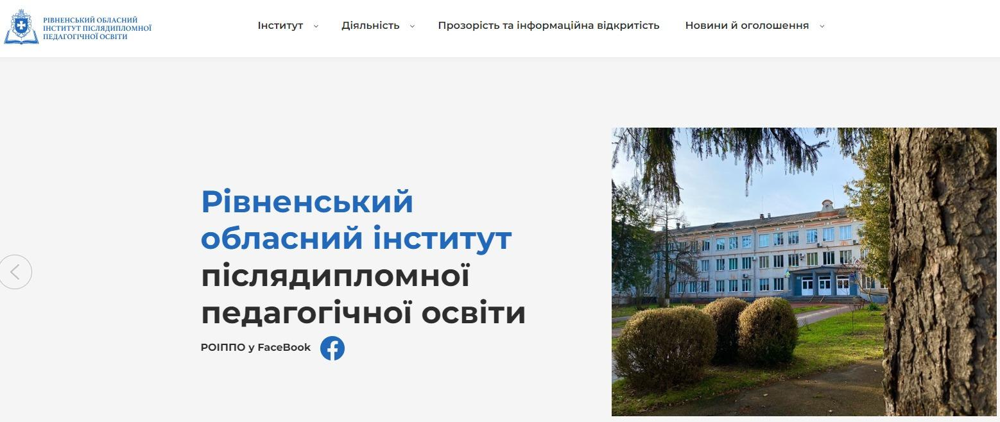 РІВНЕНСЬКИЙ ОБЛАСНИЙ
ІНСТИТУТ ПІСЛЯДИПЛОМНОЇ
ПЕДАГОГІЧНОЇ ОСВІТИ
Інститут
Діяльність
Прозорість та інформаційна відкритість
Новини й оголошення
Рівненський
обласний інститут
післядипломної
педагогічної освіти
РОІППО у FaceBook